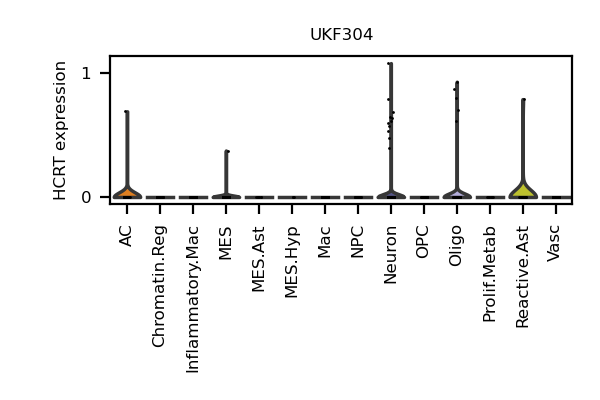 UKF304
HCRT expression
1
0
AC
Chromatin.Reg
Inflammatory.Mac
MES
MES.Ast
MES.Hyp
Mac
NPC
Neuron
OPC
Oligo
Prolif.Metab
Reactive.Ast
Vasc